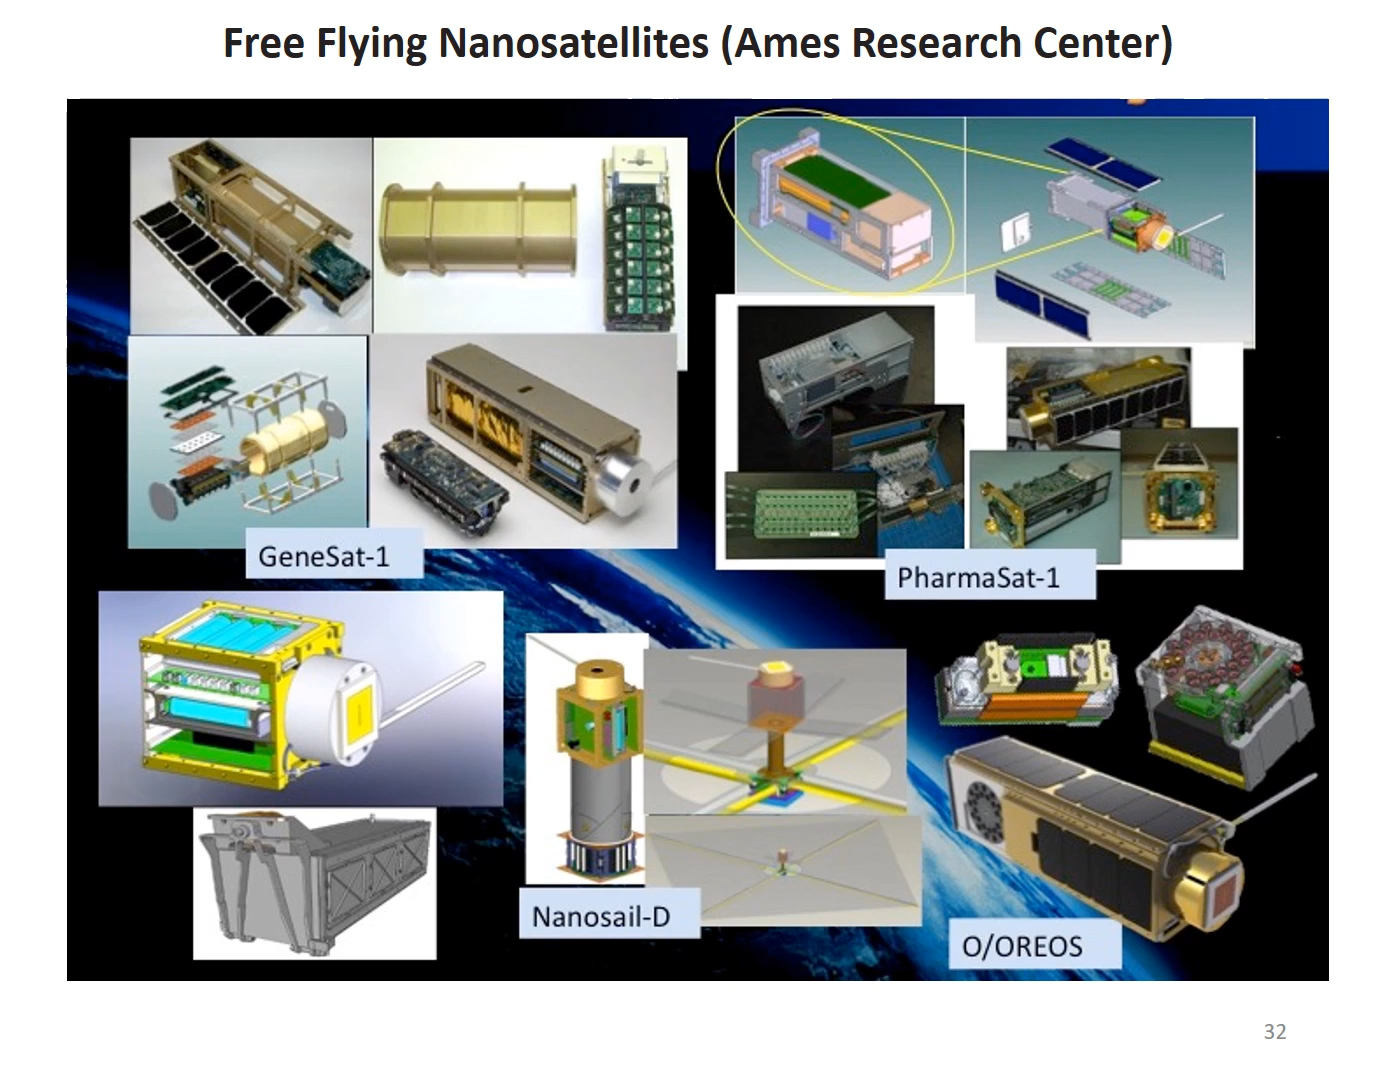 Free Flying Nanosatellites (Ames Research Center)
GeneSat-1
PharmaSat-1
Nanosail-D
O/OREOS
32